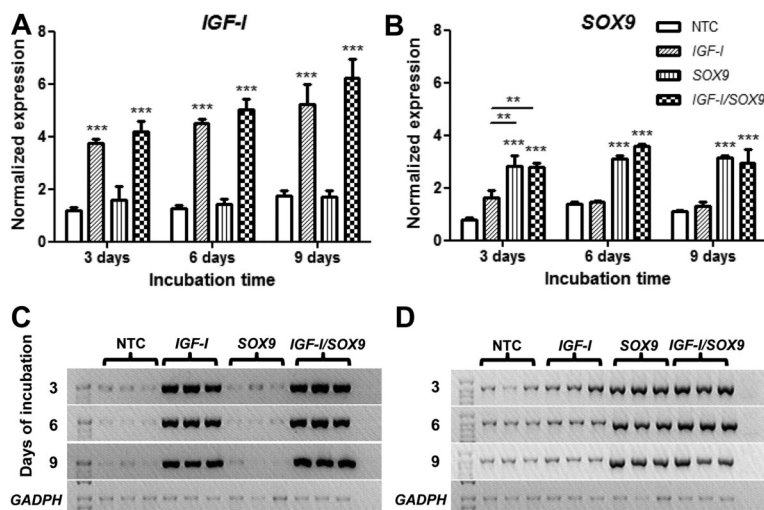 A
IGF-I
Normalized expression
8
6
4
2
0
*** *** *** *** *** ***
3 days 6 days 9 days
Incubation time
B
SOX9
NTC
IGF-I
SOX9
IGF-I/SOX9
Normalized expression
8
6
4
2
0
**
**
*** *** *** *** *** ***
3 days 6 days 9 days
Incubation time
C
NTC IGF-I SOX9 IGF-I/SOX9
Days of incubation
3
6
9
GADPH
D
NTC IGF-I SOX9 IGF-I/SOX9
3
6
9
GADPH